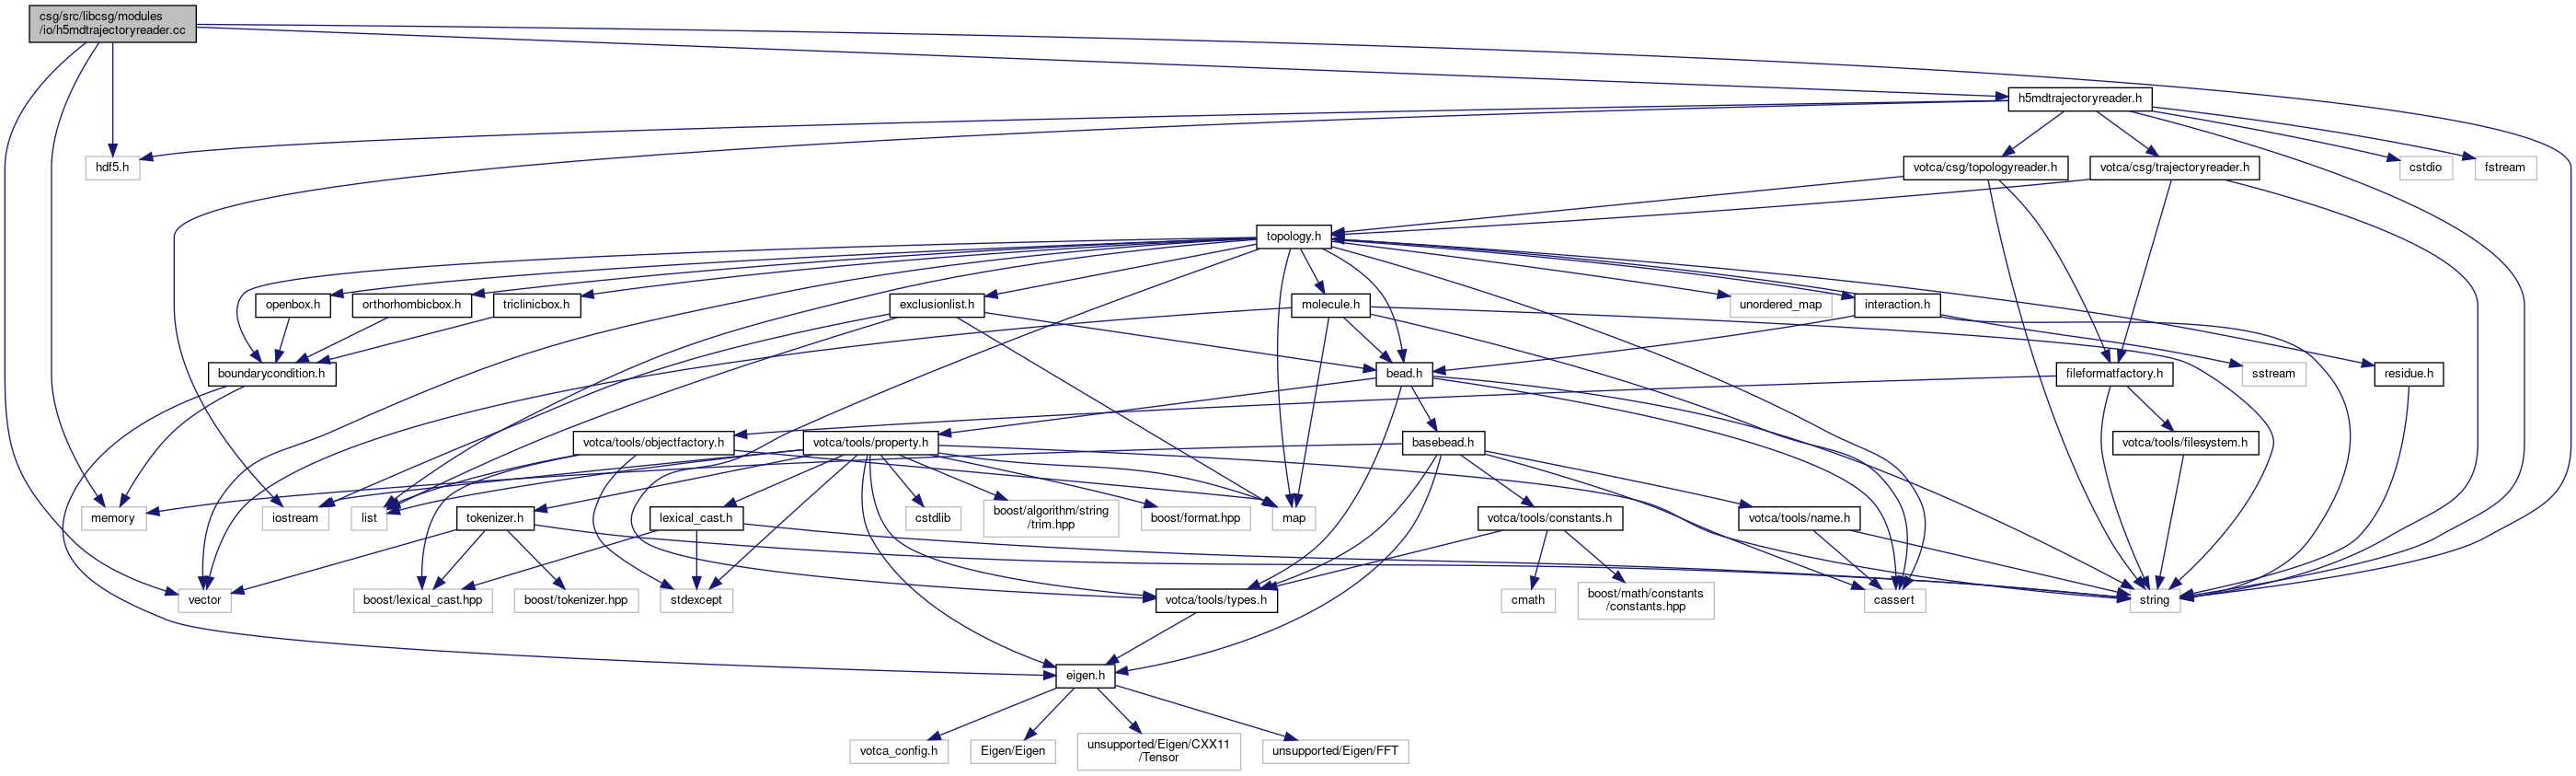 csg/src/libcsg/modules
/io/h5mdtrajectoryreader.cc
h5mdtrajectoryreader.h
hdf5.h
votca/csg/topologyreader.h
votca/csg/trajectoryreader.h
cstdio
fstream
topology.h
openbox.h
orthorhombicbox.h
triclinicbox.h
exclusionlist.h
molecule.h
unordered_map
interaction.h
boundarycondition.h
bead.h
fileformatfactory.h
sstream
residue.h
votca/tools/objectfactory.h
votca/tools/property.h
basebead.h
votca/tools/filesystem.h
memory
iostream
list
tokenizer.h
lexical_cast.h
cstdlib
boost/algorithm/string
/trim.hpp
boost/format.hpp
map
votca/tools/constants.h
votca/tools/name.h
vector
boost/lexical_cast.hpp
boost/tokenizer.hpp
stdexcept
votca/tools/types.h
cmath
boost/math/constants
/constants.hpp
cassert
string
eigen.h
votca_config.h
Eigen/Eigen
unsupported/Eigen/CXX11
/Tensor
unsupported/Eigen/FFT